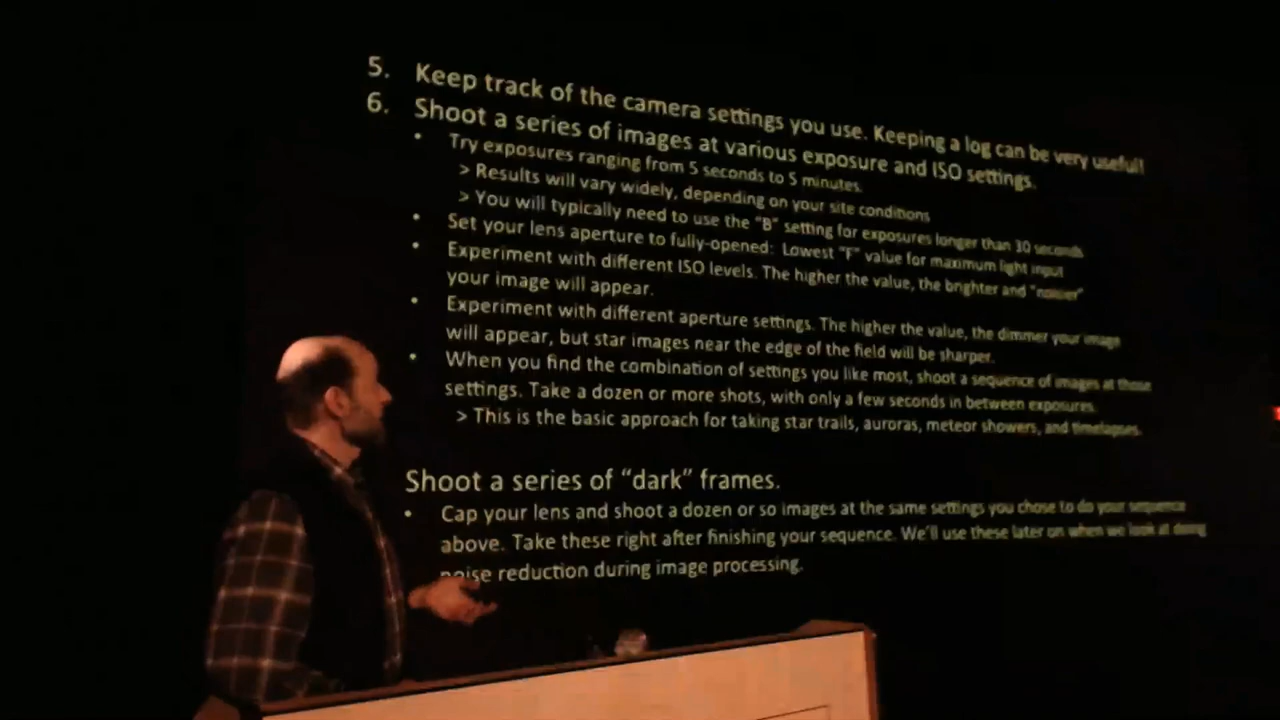 5. Keep track of the camera settings you use. Keeping a log can be very useful!
6. Shoot a series of images at various exposure and ISO settings.
• Try exposures ranging from 5 seconds to 5 minutes.
> Results will vary widely, depending on your site conditions
> You will typically need to use the "B" setting for exposures longer than 30 seconds
• Set your lens aperture to fully-opened: Lowest "F" value for maximum light input
• Experiment with different ISO levels. The higher the value, the brighter and "noisier"
your image will appear.
• Experiment with different aperture settings. The higher the value, the dimmer your image
will appear, but star images near the edge of the field will be sharper.
• When you find the combination of settings you like most, shoot a sequence of images at those
settings. Take a dozen or more shots, with only a few seconds in between exposures.
> This is the basic approach for taking star trails, auroras, meteor showers, and timelapses.
Shoot a series of “dark” frames.
• Cap your lens and shoot a dozen or so images at the same settings you chose to do your sequence
above. Take these right after finishing your sequence. We'll use these later on when we look at doing
noise reduction during image processing.